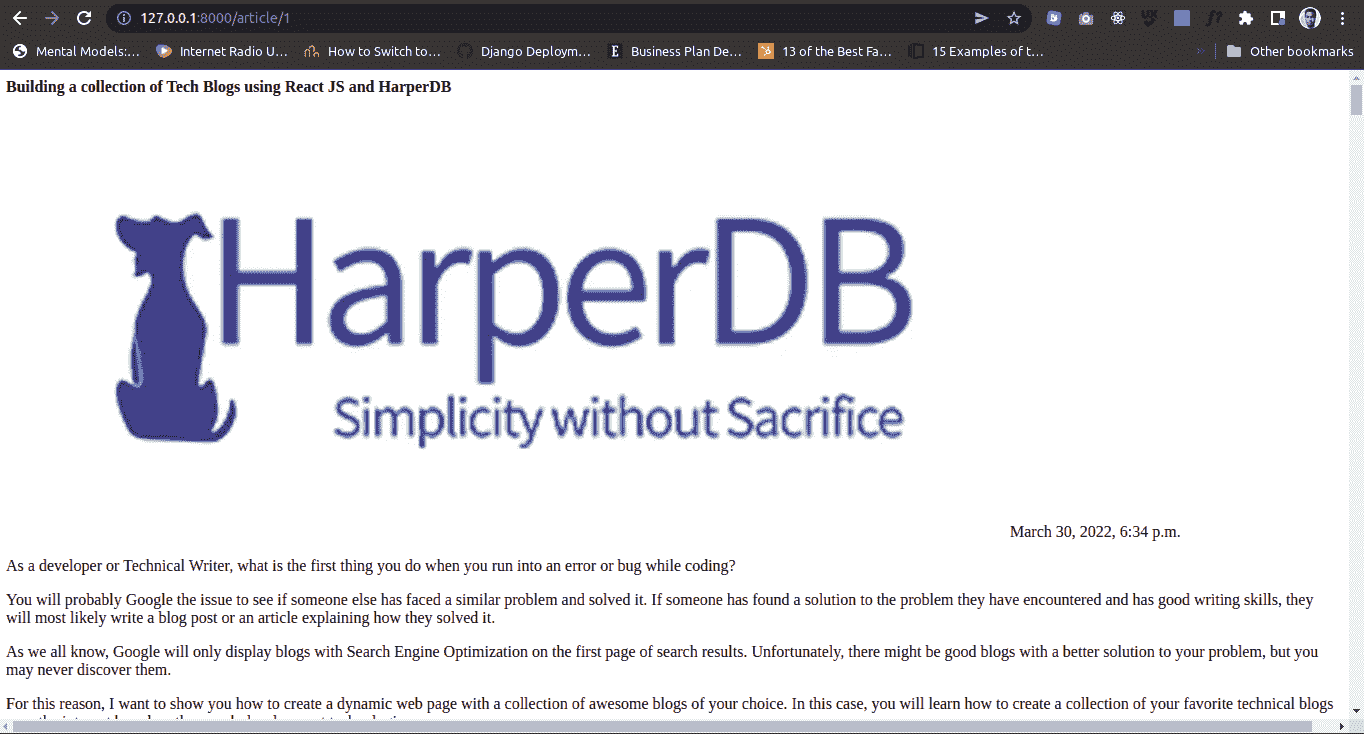 127.0.0.1:8000/article/1
Mental Models:... Internet Radio U... How to Switch to... Django Deploym... Business Plan De... 13 of the Best Fa... 15 Examples of t... » Other bookmarks
Building a collection of Tech Blogs using React JS and HarperDB
HarperDB
Simplicity without Sacrifice
March 30, 2022, 6:34 p.m.
As a developer or Technical Writer, what is the first thing you do when you run into an error or bug while coding?
You will probably Google the issue to see if someone else has faced a similar problem and solved it. If someone has found a solution to the problem they have encountered and has good writing skills, they
will most likely write a blog post or an article explaining how they solved it.
As we all know, Google will only display blogs with Search Engine Optimization on the first page of search results. Unfortunately, there might be good blogs with a better solution to your problem, but you
may never discover them.
For this reason, I want to show you how to create a dynamic web page with a collection of awesome blogs of your choice. In this case, you will learn how to create a collection of your favorite technical blogs